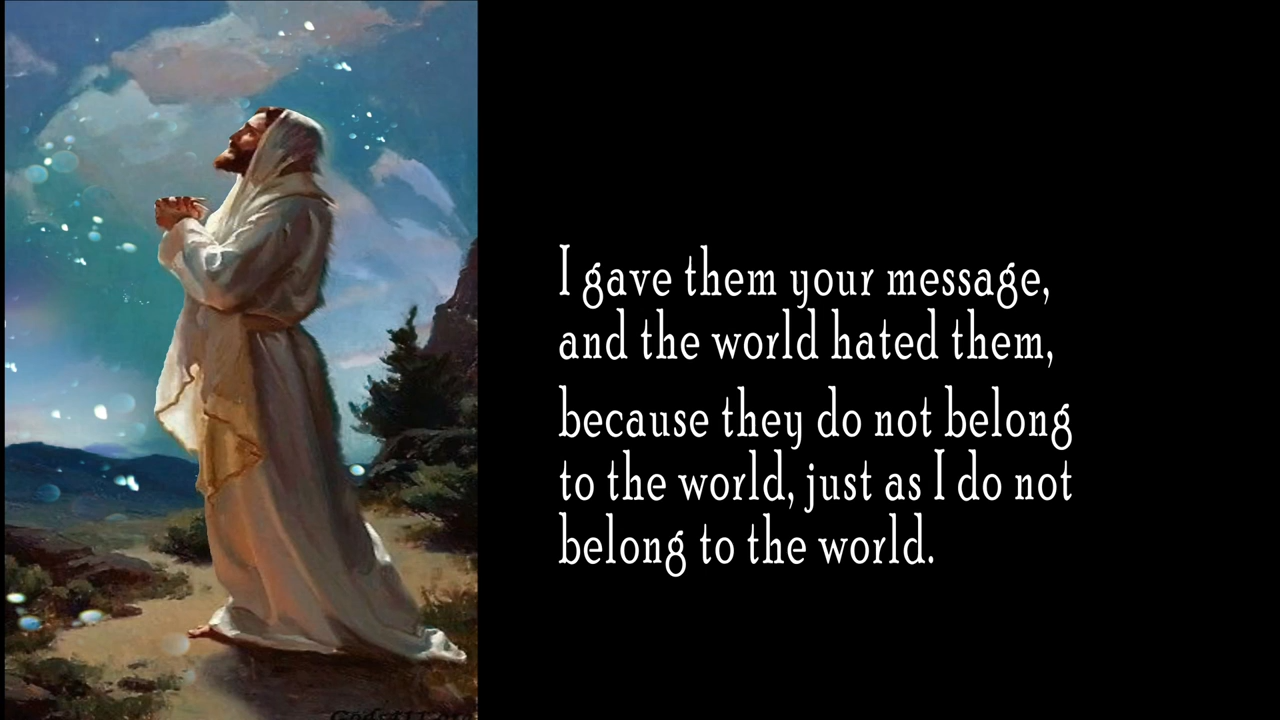 I gave them your message,
and the world hated them,
because they do not belong
to the world, just as I do not
belong to the world.